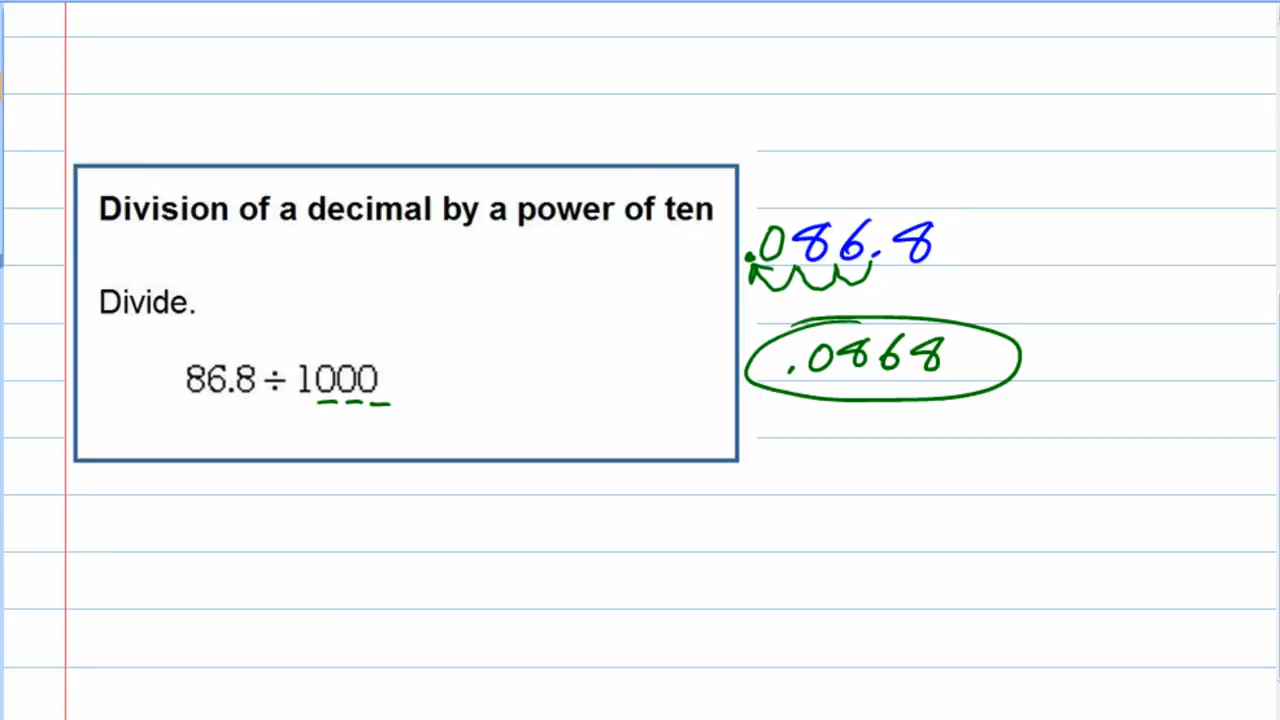 Division of a decimal by a power of ten
.086.8
Divide.
.0868
86.8 ÷ 1000